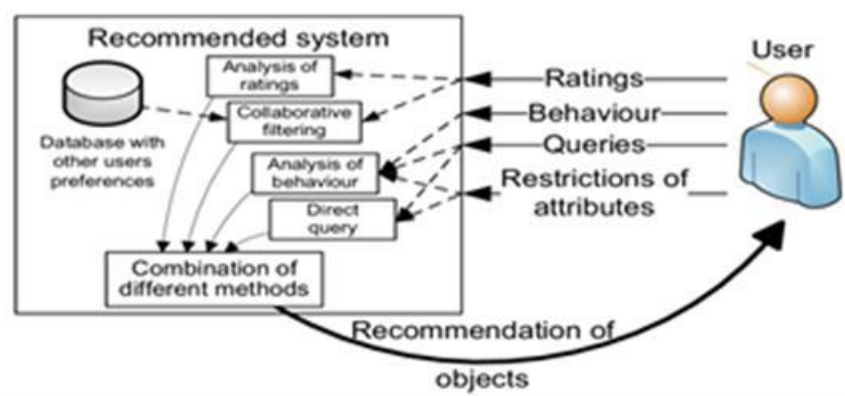 Recommended system
Analysis of
ratings
Collaborative
filtering
Database with
other users
preferences
Analysis of
behaviour
Direct
query
Combination of
different methods
User
Ratings
Behaviour
Queries
Restrictions of
attributes
Recommendation of
objects